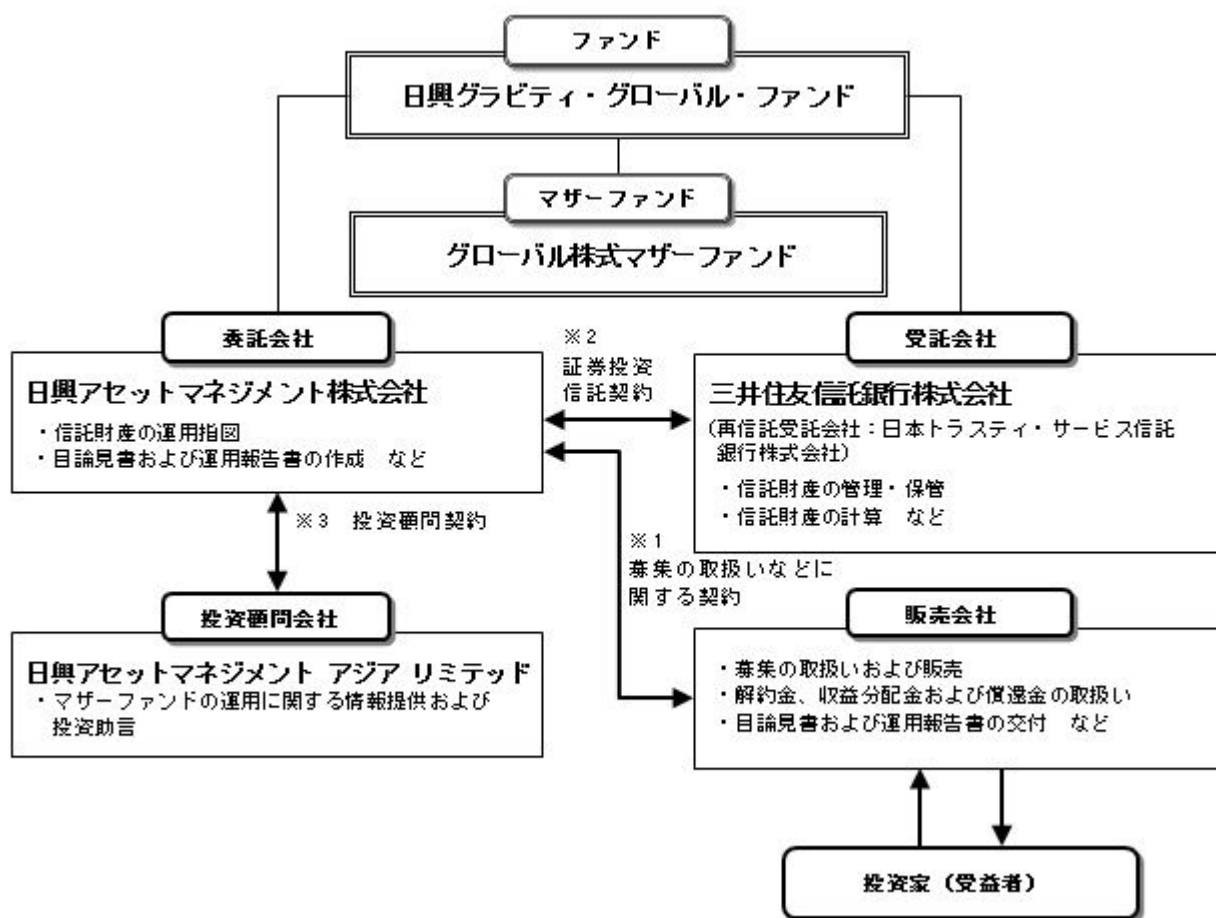 ファンド
日興グラビティ・グローバル・ファンド
マザーファンド
グローバル株式マザーファンド
委託会社
日興アセットマネジメント株式会社
・信託財産の運用指図
・目論見書および運用報告書の作成　など
※2
証券投資
信託契約
受託会社
三井住友信託銀行株式会社
(再信託受託会社：日本トラスティ・サービス信託
銀行株式会社)
・信託財産の管理・保管
・信託財産の計算　など
※3　投資顧問契約
※1
募集の取扱いなどに
関する契約
投資顧問会社
日興アセットマネジメント アジア リミテッド
・マザーファンドの運用に関する情報提供および
投資助言
販売会社
・募集の取扱いおよび販売
・解約金、収益分配金および償還金の取扱い
・目論見書および運用報告書の交付　など
投資家（受益者）